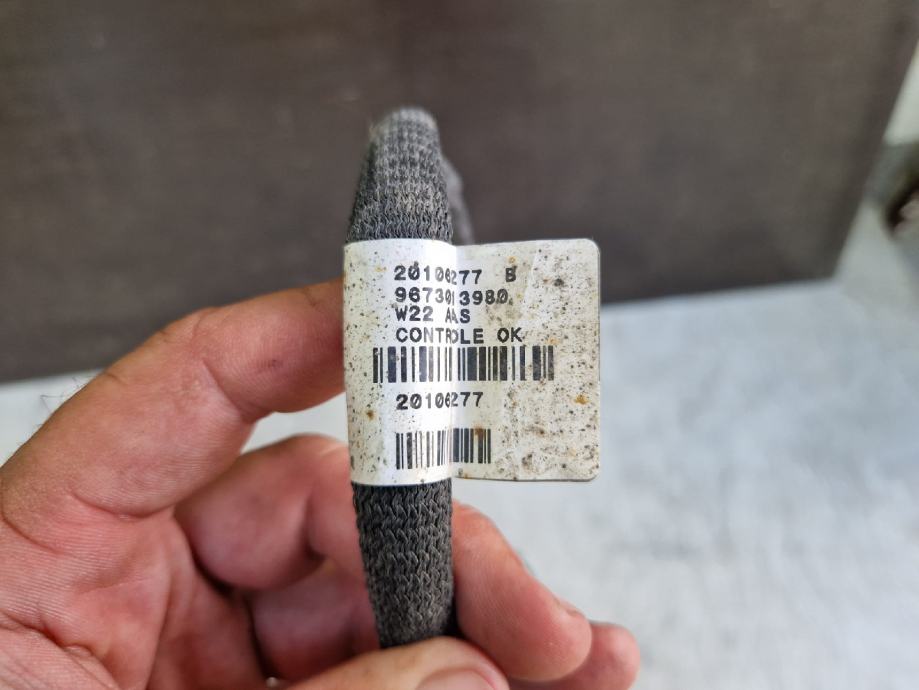 20106277 B
9673013980
W22 AAS
CONTROLE OK
20106277